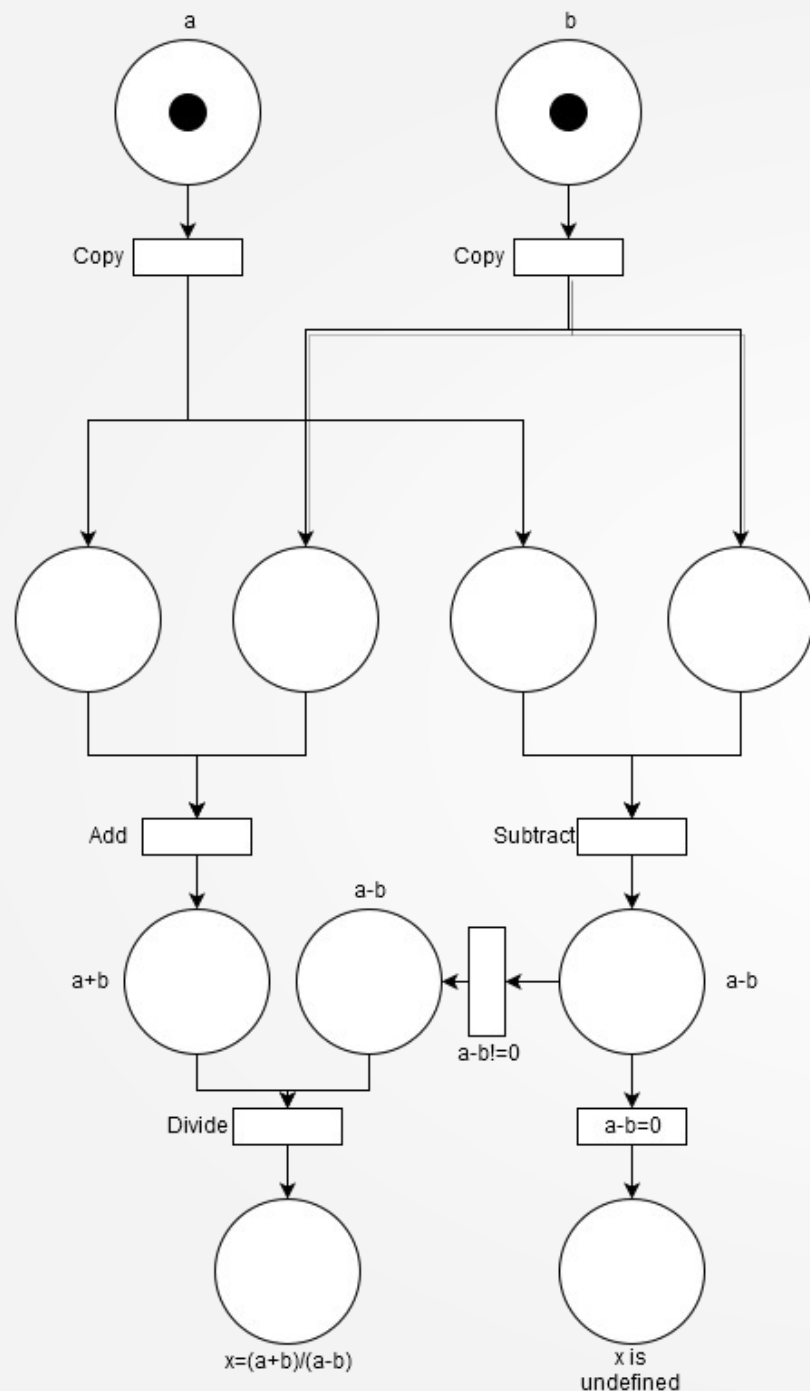 a
b
Copy
Copy
Add
Subtract
a-b
a+b
a-b
a-b!=0
Divide
a-b=0
x=(a+b)/(a-b)
x is
undefined